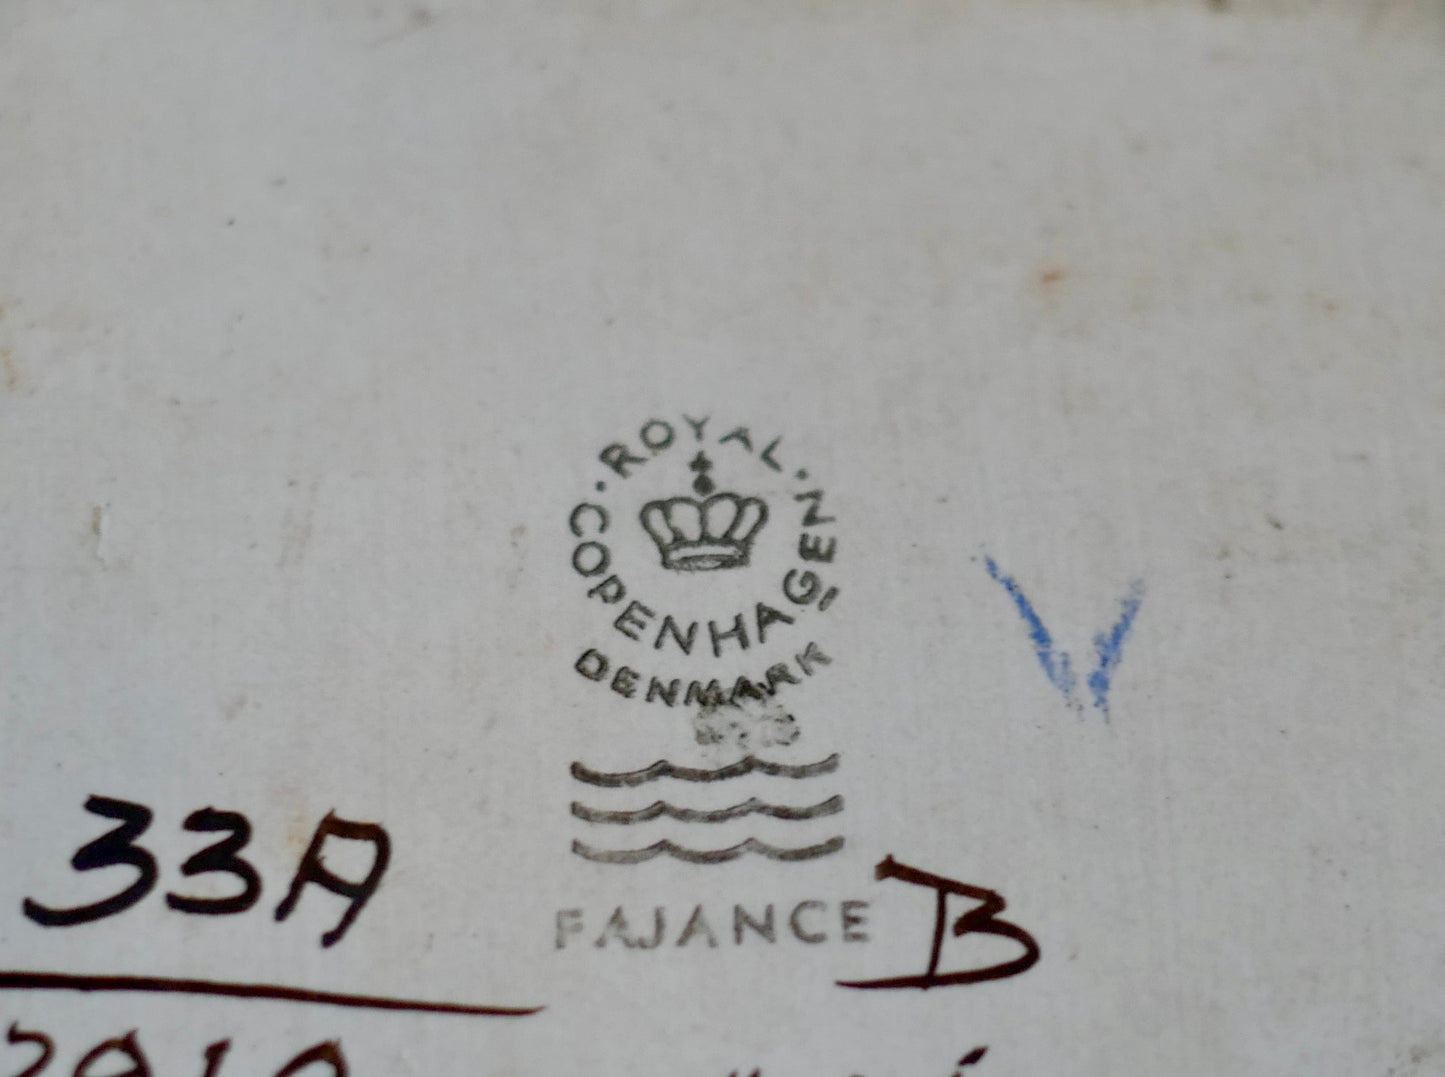 · ROYAL ·
COPENHAGEN
DENMARK
33A
FAJANCE
B